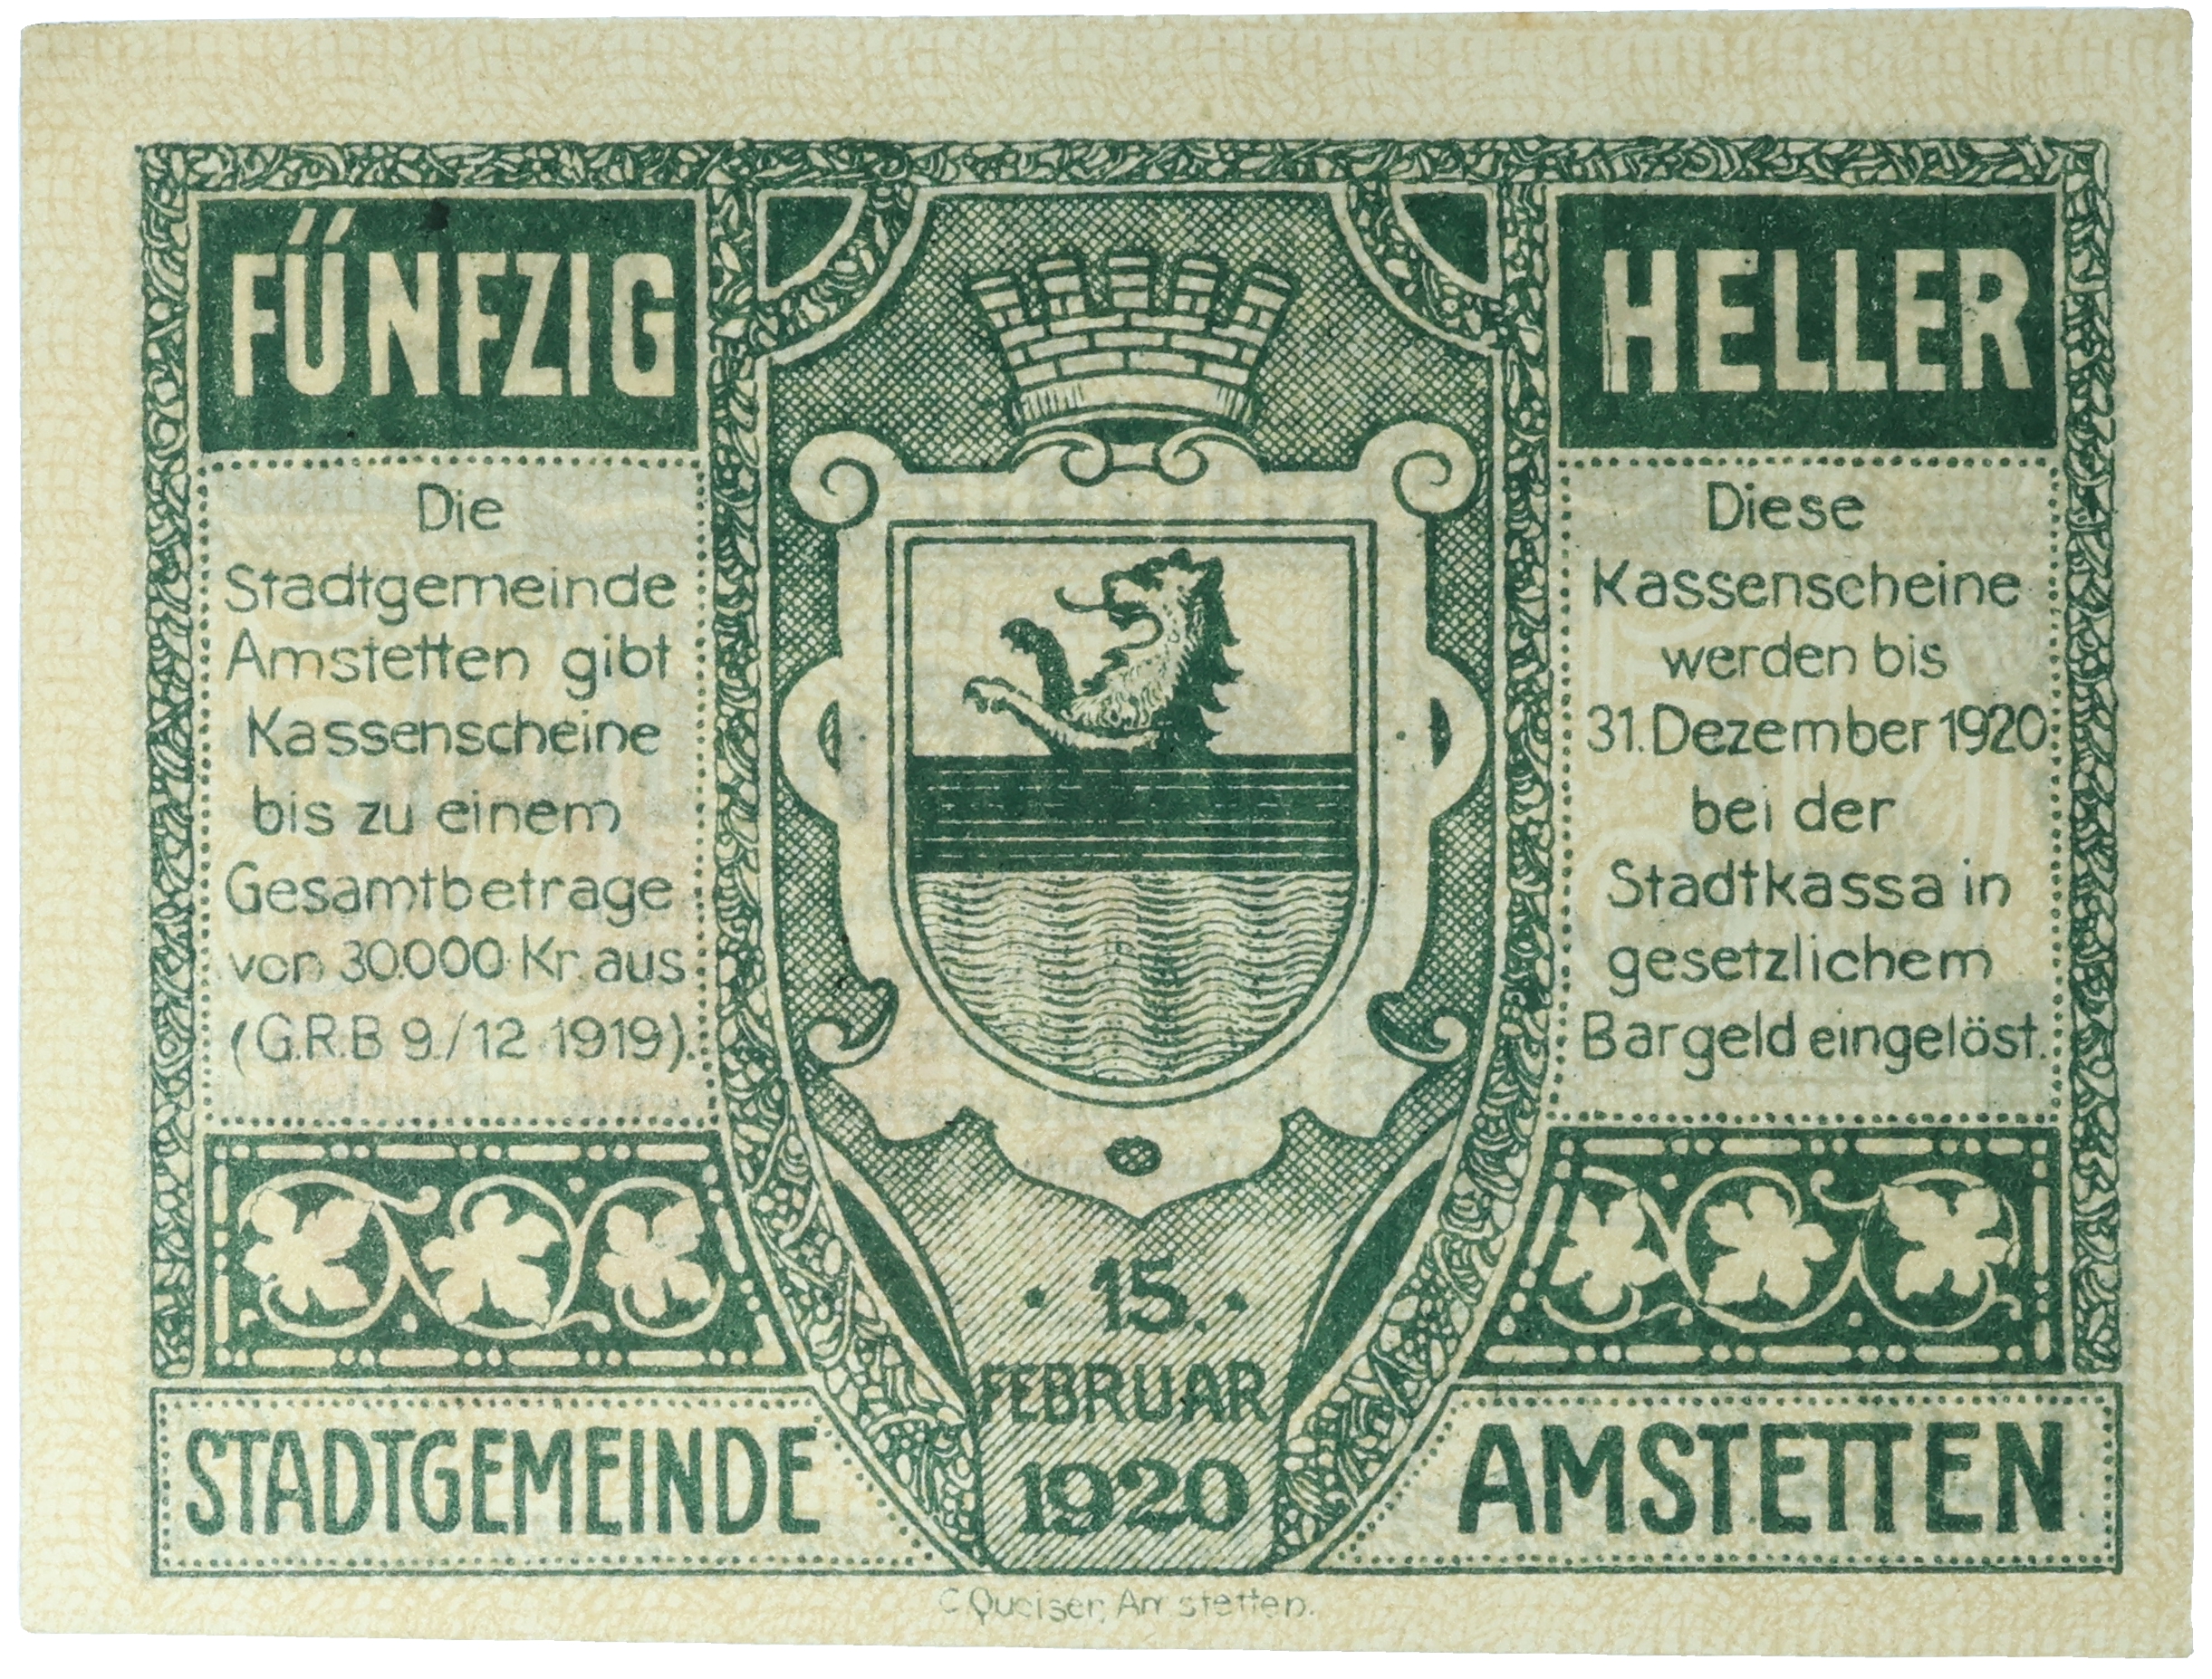 FÜNFZIG
Die
Stadtgemeinde
Amstetten gibt
Kassenscheine
bis zu einem
Gesamtbetrage
von 30.000 Kr. aus
(G.R.B 9./12 1919).
HELLER
Diese
Kassenscheine
werden bis
31. Dezember 1920
bei der
Stadtkassa in
gesetzlichem
Bargeld eingelöst.
· 15. ·
FEBRUAR
1920
STADTGEMEINDE
AMSTETTEN
C. Queiser, Amstetten.